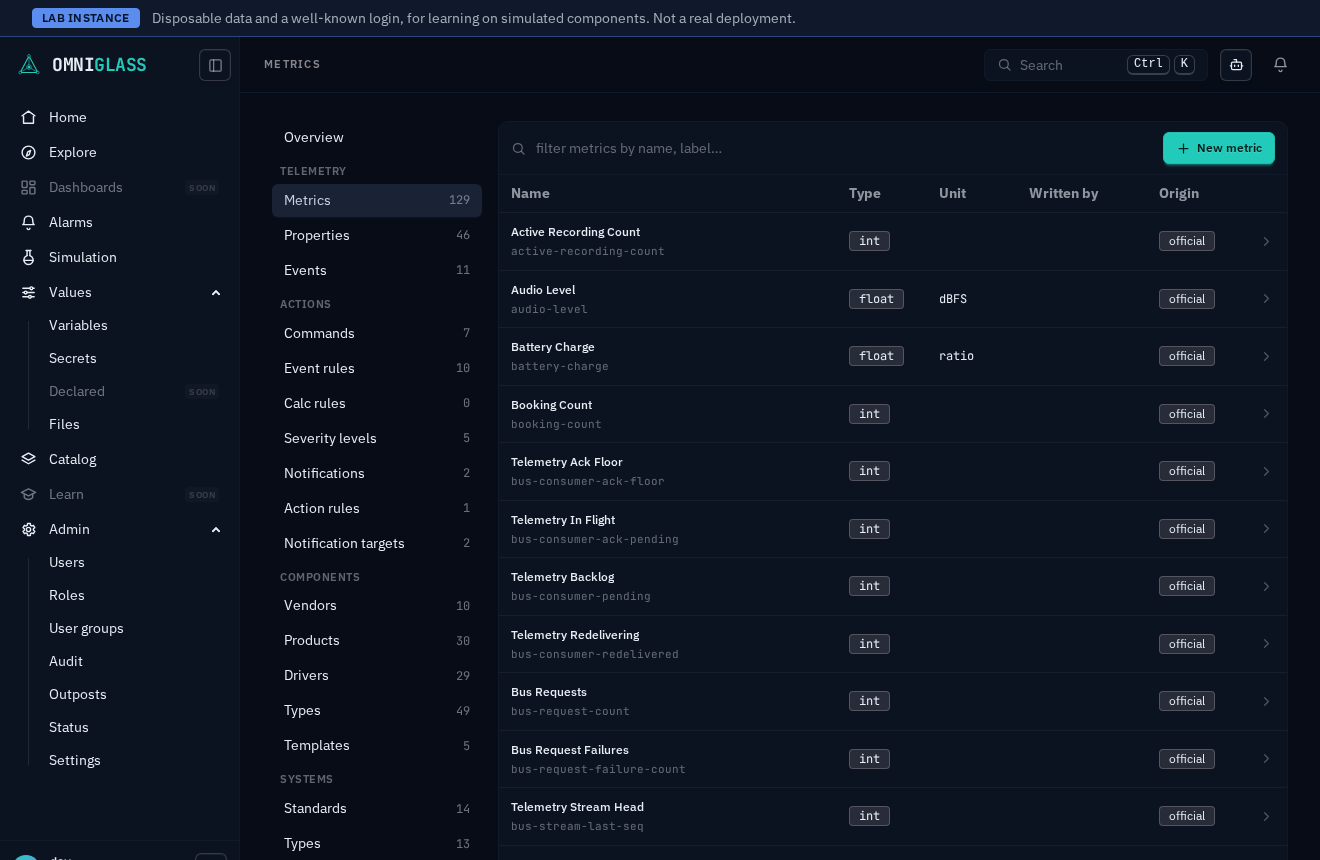 LAB INSTANCE Disposable data and a well-known login, for learning on simulated components. Not a real deployment.
OMNIGLASS
METRICS
Search Ctrl K
Home
Explore
Dashboards SOON
Alarms
Simulation
Values
Variables
Secrets
Declared SOON
Files
Catalog
Learn SOON
Admin
Users
Roles
User groups
Audit
Outposts
Status
Settings
Overview
TELEMETRY
Metrics 129
Properties 46
Events 11
ACTIONS
Commands 7
Event rules 10
Calc rules 0
Severity levels 5
Notifications 2
Action rules 1
Notification targets 2
COMPONENTS
Vendors 10
Products 30
Drivers 29
Types 49
Templates 5
SYSTEMS
Standards 14
Types 13
filter metrics by name, label...
New metric
Name Type Unit Written by Origin
Active Recording Count
active-recording-count
int official
Audio Level
audio-level
float dBFS official
Battery Charge
battery-charge
float ratio official
Booking Count
booking-count
int official
Telemetry Ack Floor
bus-consumer-ack-floor
int official
Telemetry In Flight
bus-consumer-ack-pending
int official
Telemetry Backlog
bus-consumer-pending
int official
Telemetry Redelivering
bus-consumer-redelivered
int official
Bus Requests
bus-request-count
int official
Bus Request Failures
bus-request-failure-count
int official
Telemetry Stream Head
bus-stream-last-seq
int official